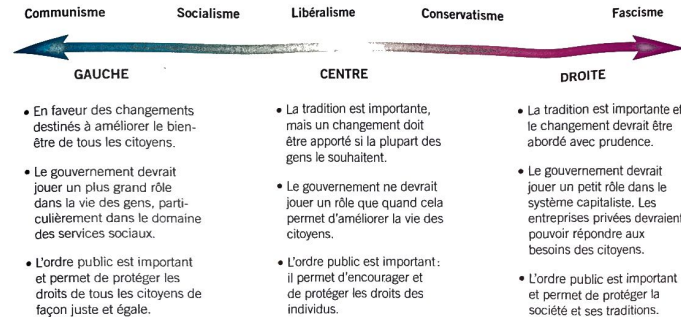 Communisme Socialisme Libéralisme Conservatisme Fascisme
GAUCHE CENTRE DROITE
• En faveur des changements
destinés à améliorer le bien-
être de tous les citoyens.
• Le gouvernement devrait
jouer un plus grand rôle
dans la vie des gens, parti-
culièrement dans le domaine
des services sociaux.
• L'ordre public est important
et permet de protéger les
droits de tous les citoyens de
façon juste et égale.
• La tradition est importante,
mais un changement doit
être apporté si la plupart des
gens le souhaitent.
• Le gouvernement ne devrait
jouer un rôle que quand cela
permet d'améliorer la vie des
citoyens.
• L'ordre public est important:
il permet d'encourager et
de protéger les droits des
individus.
• La tradition est importante et
le changement devrait être
abordé avec prudence.
• Le gouvernement devrait
jouer un petit rôle dans le
système capitaliste. Les
entreprises privées devraient
pouvoir répondre aux
besoins des citoyens.
• L'ordre public est important
et permet de protéger la
société et ses traditions.